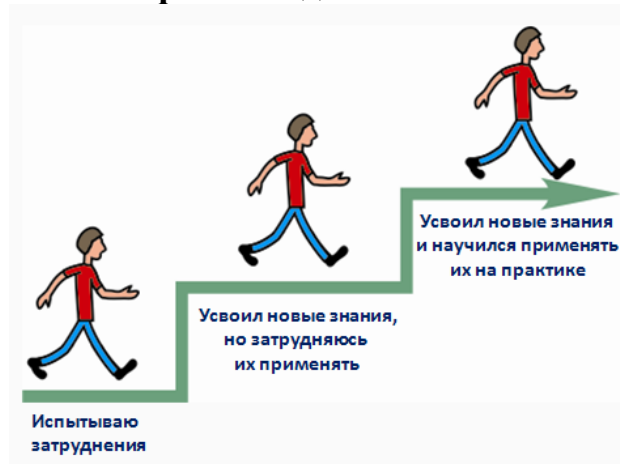 Усвоил новые знания
и научился применять
их на практике
Усвоил новые знания,
но затрудняюсь
их применять
Испытываю
затруднения